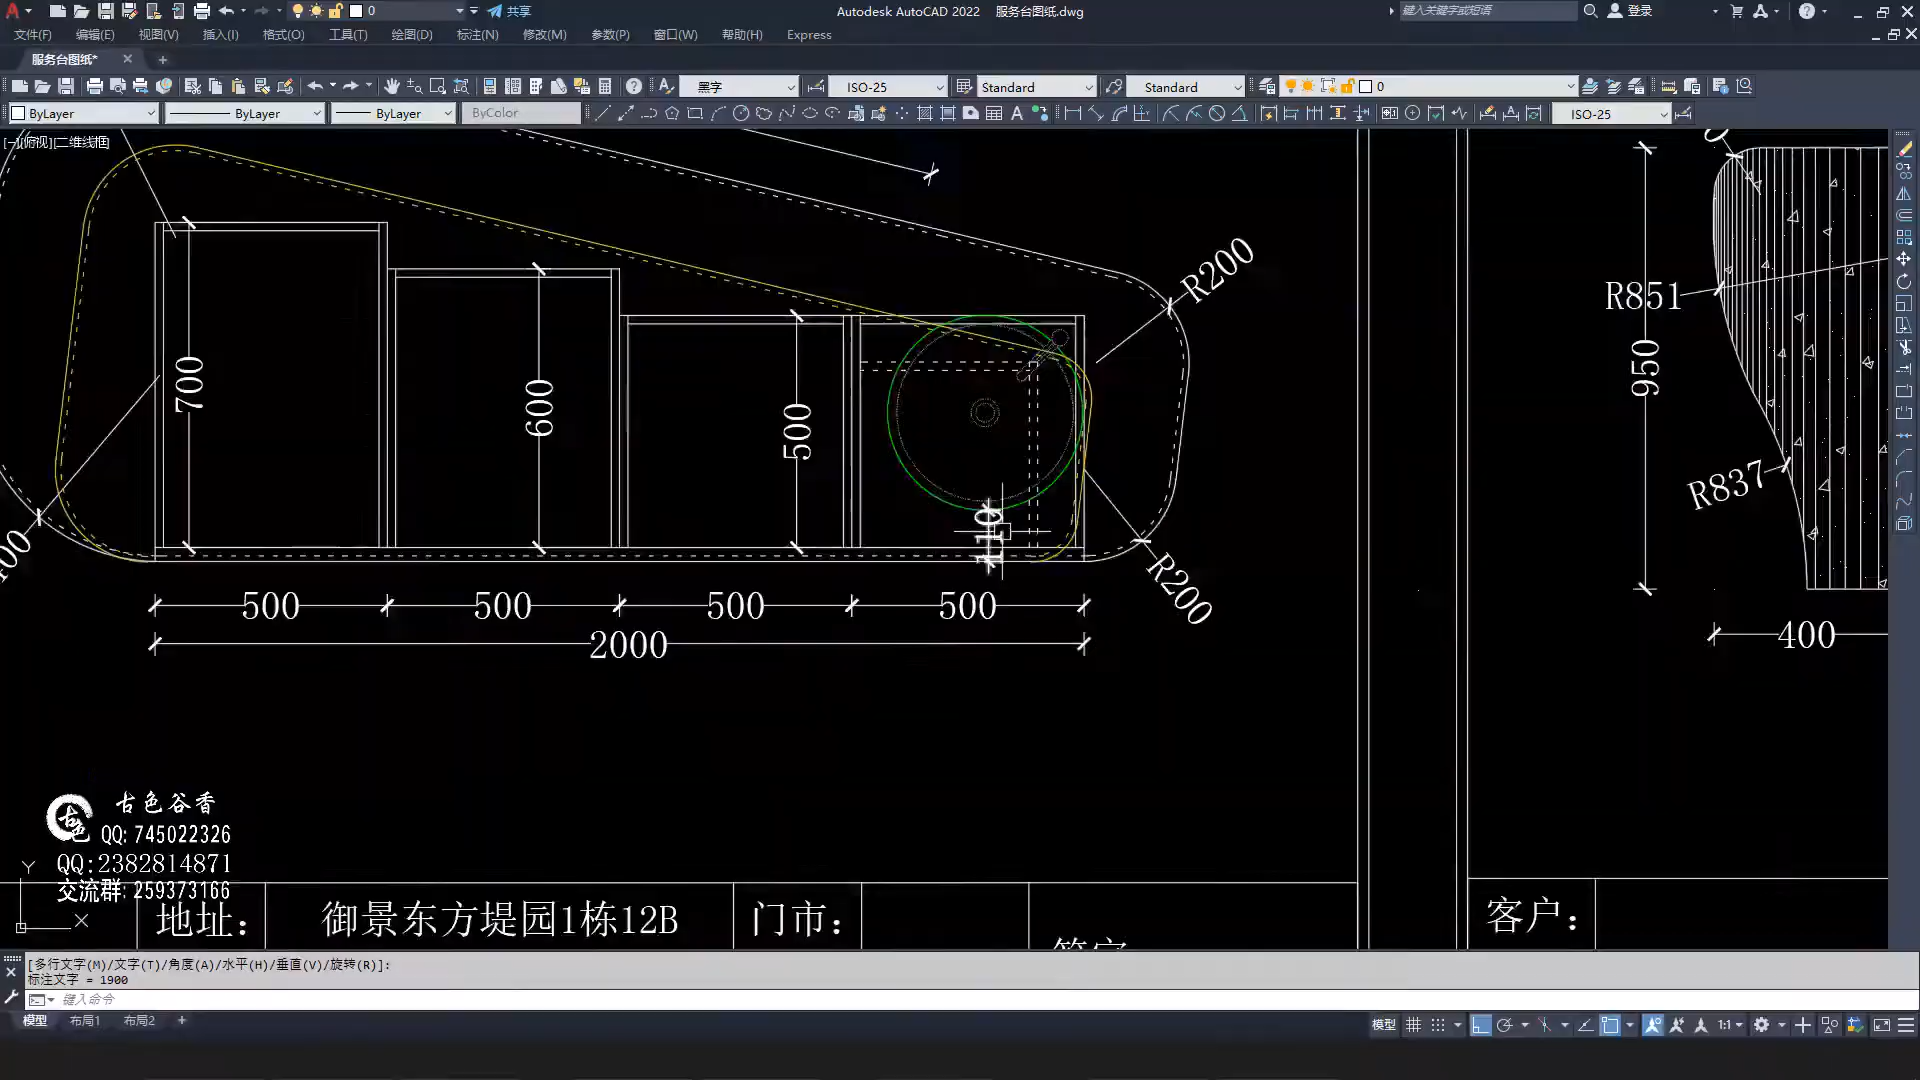 0
共享
Autodesk AutoCAD 2022 服务台图纸.dwg
键入关键字或短语
登录
文件(F) 编辑(E) 视图(V) 插入(I) 格式(O) 工具(T) 绘图(D) 标注(N) 修改(M) 参数(P) 窗口(W) 帮助(H) Express
服务台图纸*
黑字
ISO-25
Standard
Standard
0
ByLayer
ByLayer
ByLayer
ByColor
ISO-25
[−][俯视][二维线框]
R200
R851
950
700
600
500
R837
110
R200
500 500 500 500
2000
400
古色谷香
QQ: 745022326
QQ:2382814871
交流群: 259373166
Y
X
地址:
御景东方堤园1栋12B
门市:
客户:
[多行文字(M)/文字(T)/角度(A)/水平(H)/垂直(V)/旋转(R)]:
标注文字 = 1900
键入命令
模型 布局1 布局2 +
模型
1:1